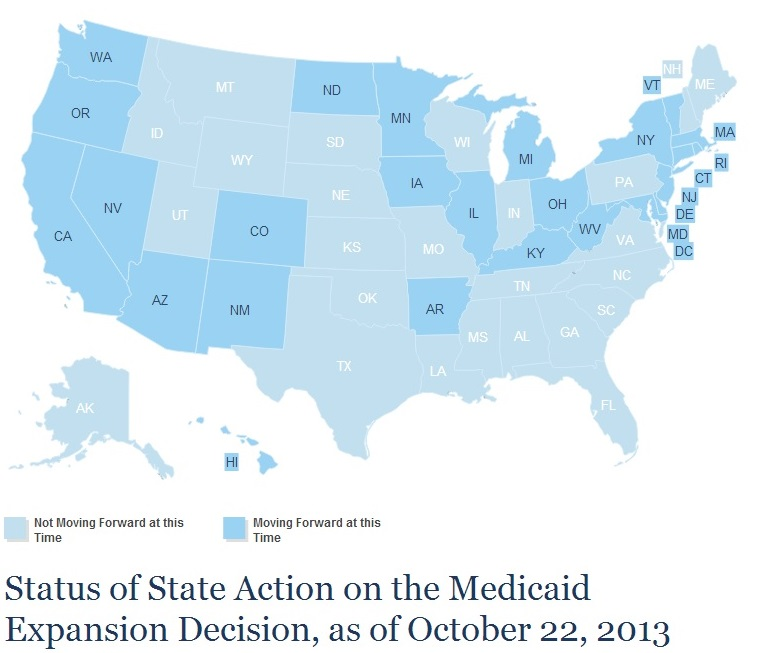 WA
MT
ND
OR
ID
MN
VT
NH
ME
SD
WI
NY
MA
WY
MI
RI
NE
IA
PA
CT
NV
UT
CO
IL
IN
OH
NJ
DE
CA
KS
MO
KY
WV
VA
MD
DC
AZ
NM
OK
AR
TN
NC
SC
TX
LA
MS
AL
GA
FL
AK
HI
Not Moving Forward at this
Time
Moving Forward at this
Time
Status of State Action on the Medicaid
Expansion Decision, as of October 22, 2013